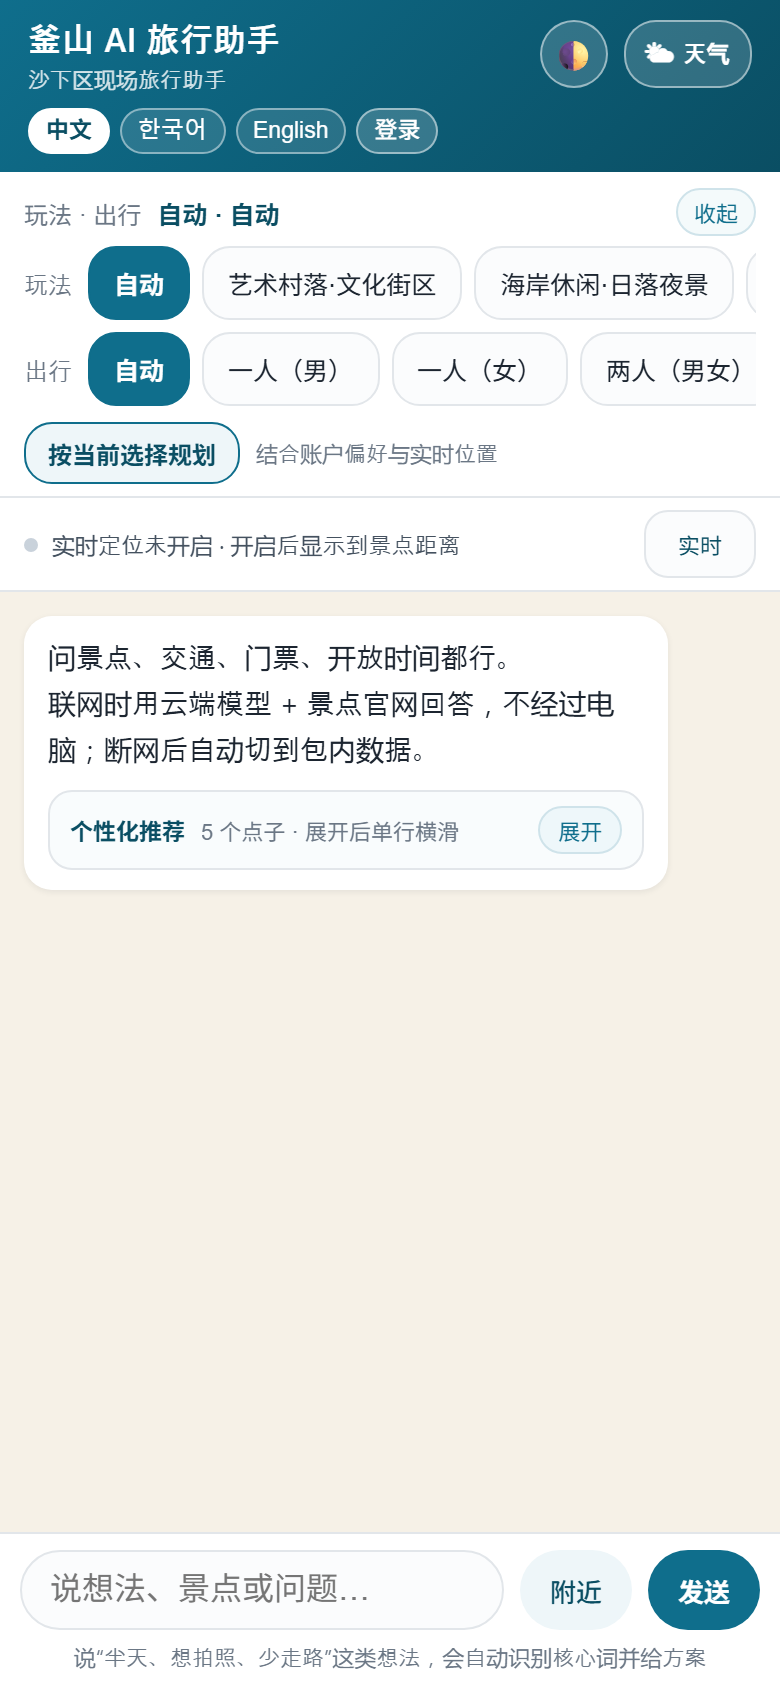 釜山 AI 旅行助手
沙下区现场旅行助手
天气
中文 한국어 English 登录
玩法 · 出行 自动 · 自动 收起
玩法 自动 艺术村落·文化街区 海岸休闲·日落夜景
出行 自动 一人（男） 一人（女） 两人（男女）
按当前选择规划 结合账户偏好与实时位置
实时定位未开启 · 开启后显示到景点距离 实时
问景点、交通、门票、开放时间都行。
联网时用云端模型 + 景点官网回答，不经过电
脑；断网后自动切到包内数据。
个性化推荐 5 个点子 · 展开后单行横滑 展开
说想法、景点或问题… 附近 发送
说“半天、想拍照、少走路”这类想法，会自动识别核心词并给方案